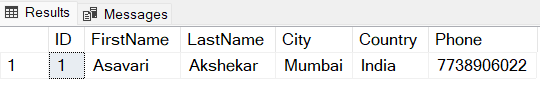 Results Messages
ID FirstName LastName City Country Phone
1 1 Asavari Akshekar Mumbai India 7738906022